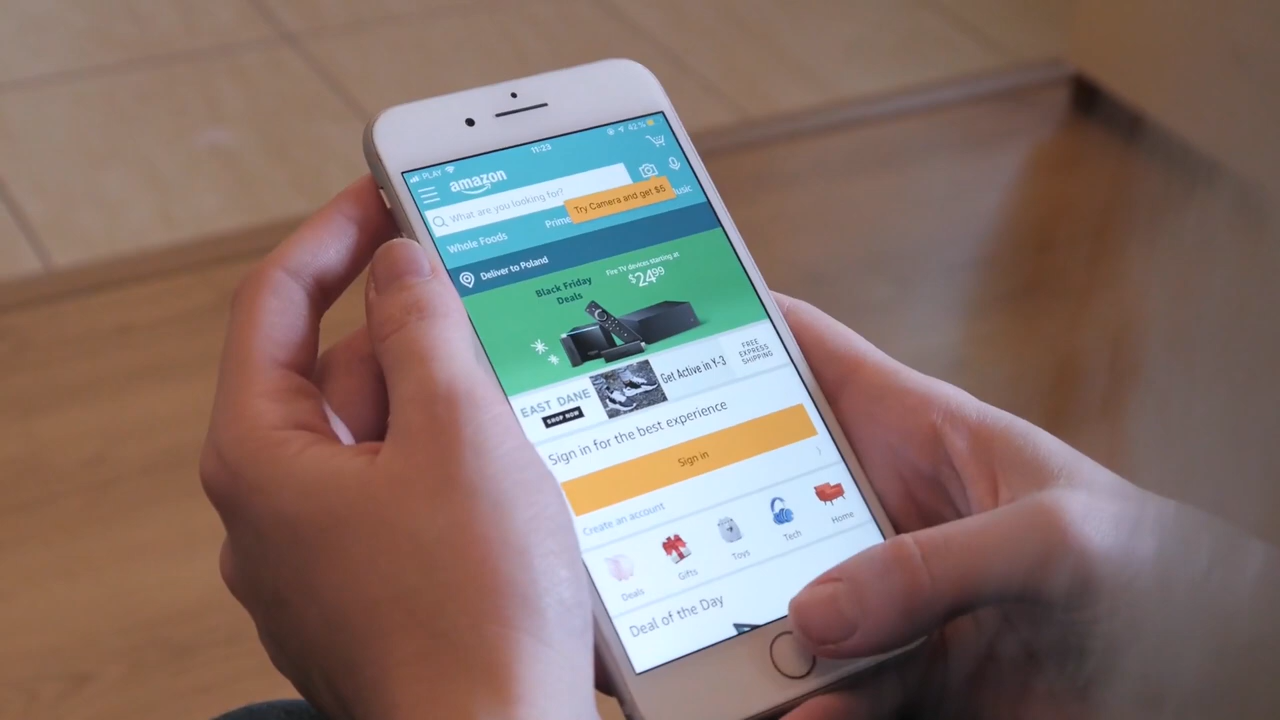 PLAY
11:23
42%
amazon
What are you looking for?
Try Camera and get $5
Whole Foods
Prime
usic
Deliver to Poland
Black Friday
Deals
Fire TV devices starting at
$2499
EAST DANE
SHOP NOW
Get Active in Y-3
FREE
EXPRESS
SHIPPING
Sign in for the best experience
Sign in
Create an account
Deals
Gifts
Toys
Tech
Home
Deal of the Day